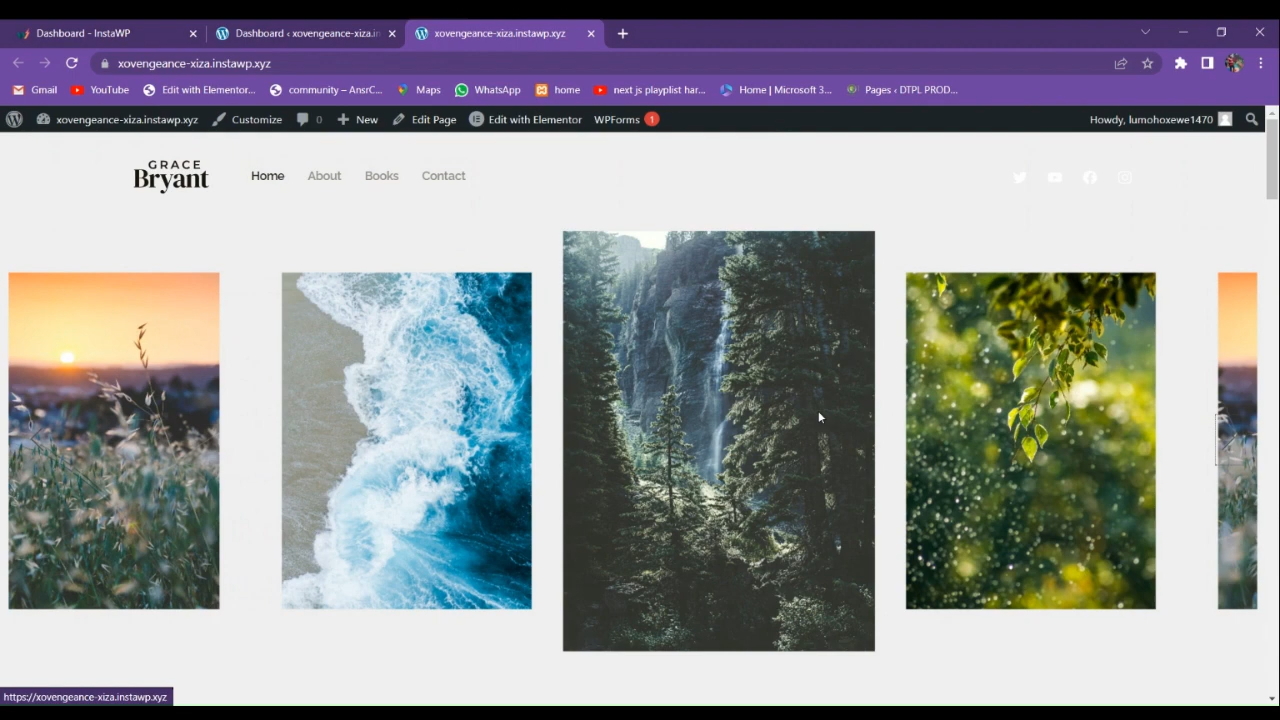 Dashboard - InstaWP
Dashboard ‹ xovengeance-xiza.in
xovengeance-xiza.instawp.xyz
xovengeance-xiza.instawp.xyz
Gmail
YouTube
Edit with Elementor...
community – AnsrC...
Maps
WhatsApp
home
next js playlist har...
Home | Microsoft 3...
Pages ‹ DTPL PROD...
xovengeance-xiza.instawp.xyz
Customize
0
New
Edit Page
Edit with Elementor
WPForms 1
Howdy, lumohoxewe1470
GRACE
Bryant
Home
About
Books
Contact
https://xovengeance-xiza.instawp.xyz